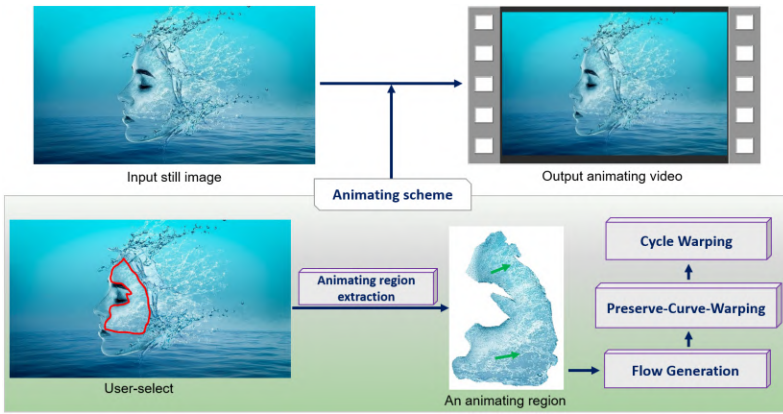 Input still image
Output animating video
Animating scheme
Animating region
extraction
Cycle Warping
Preserve-Curve-Warping
Flow Generation
User-select
An animating region